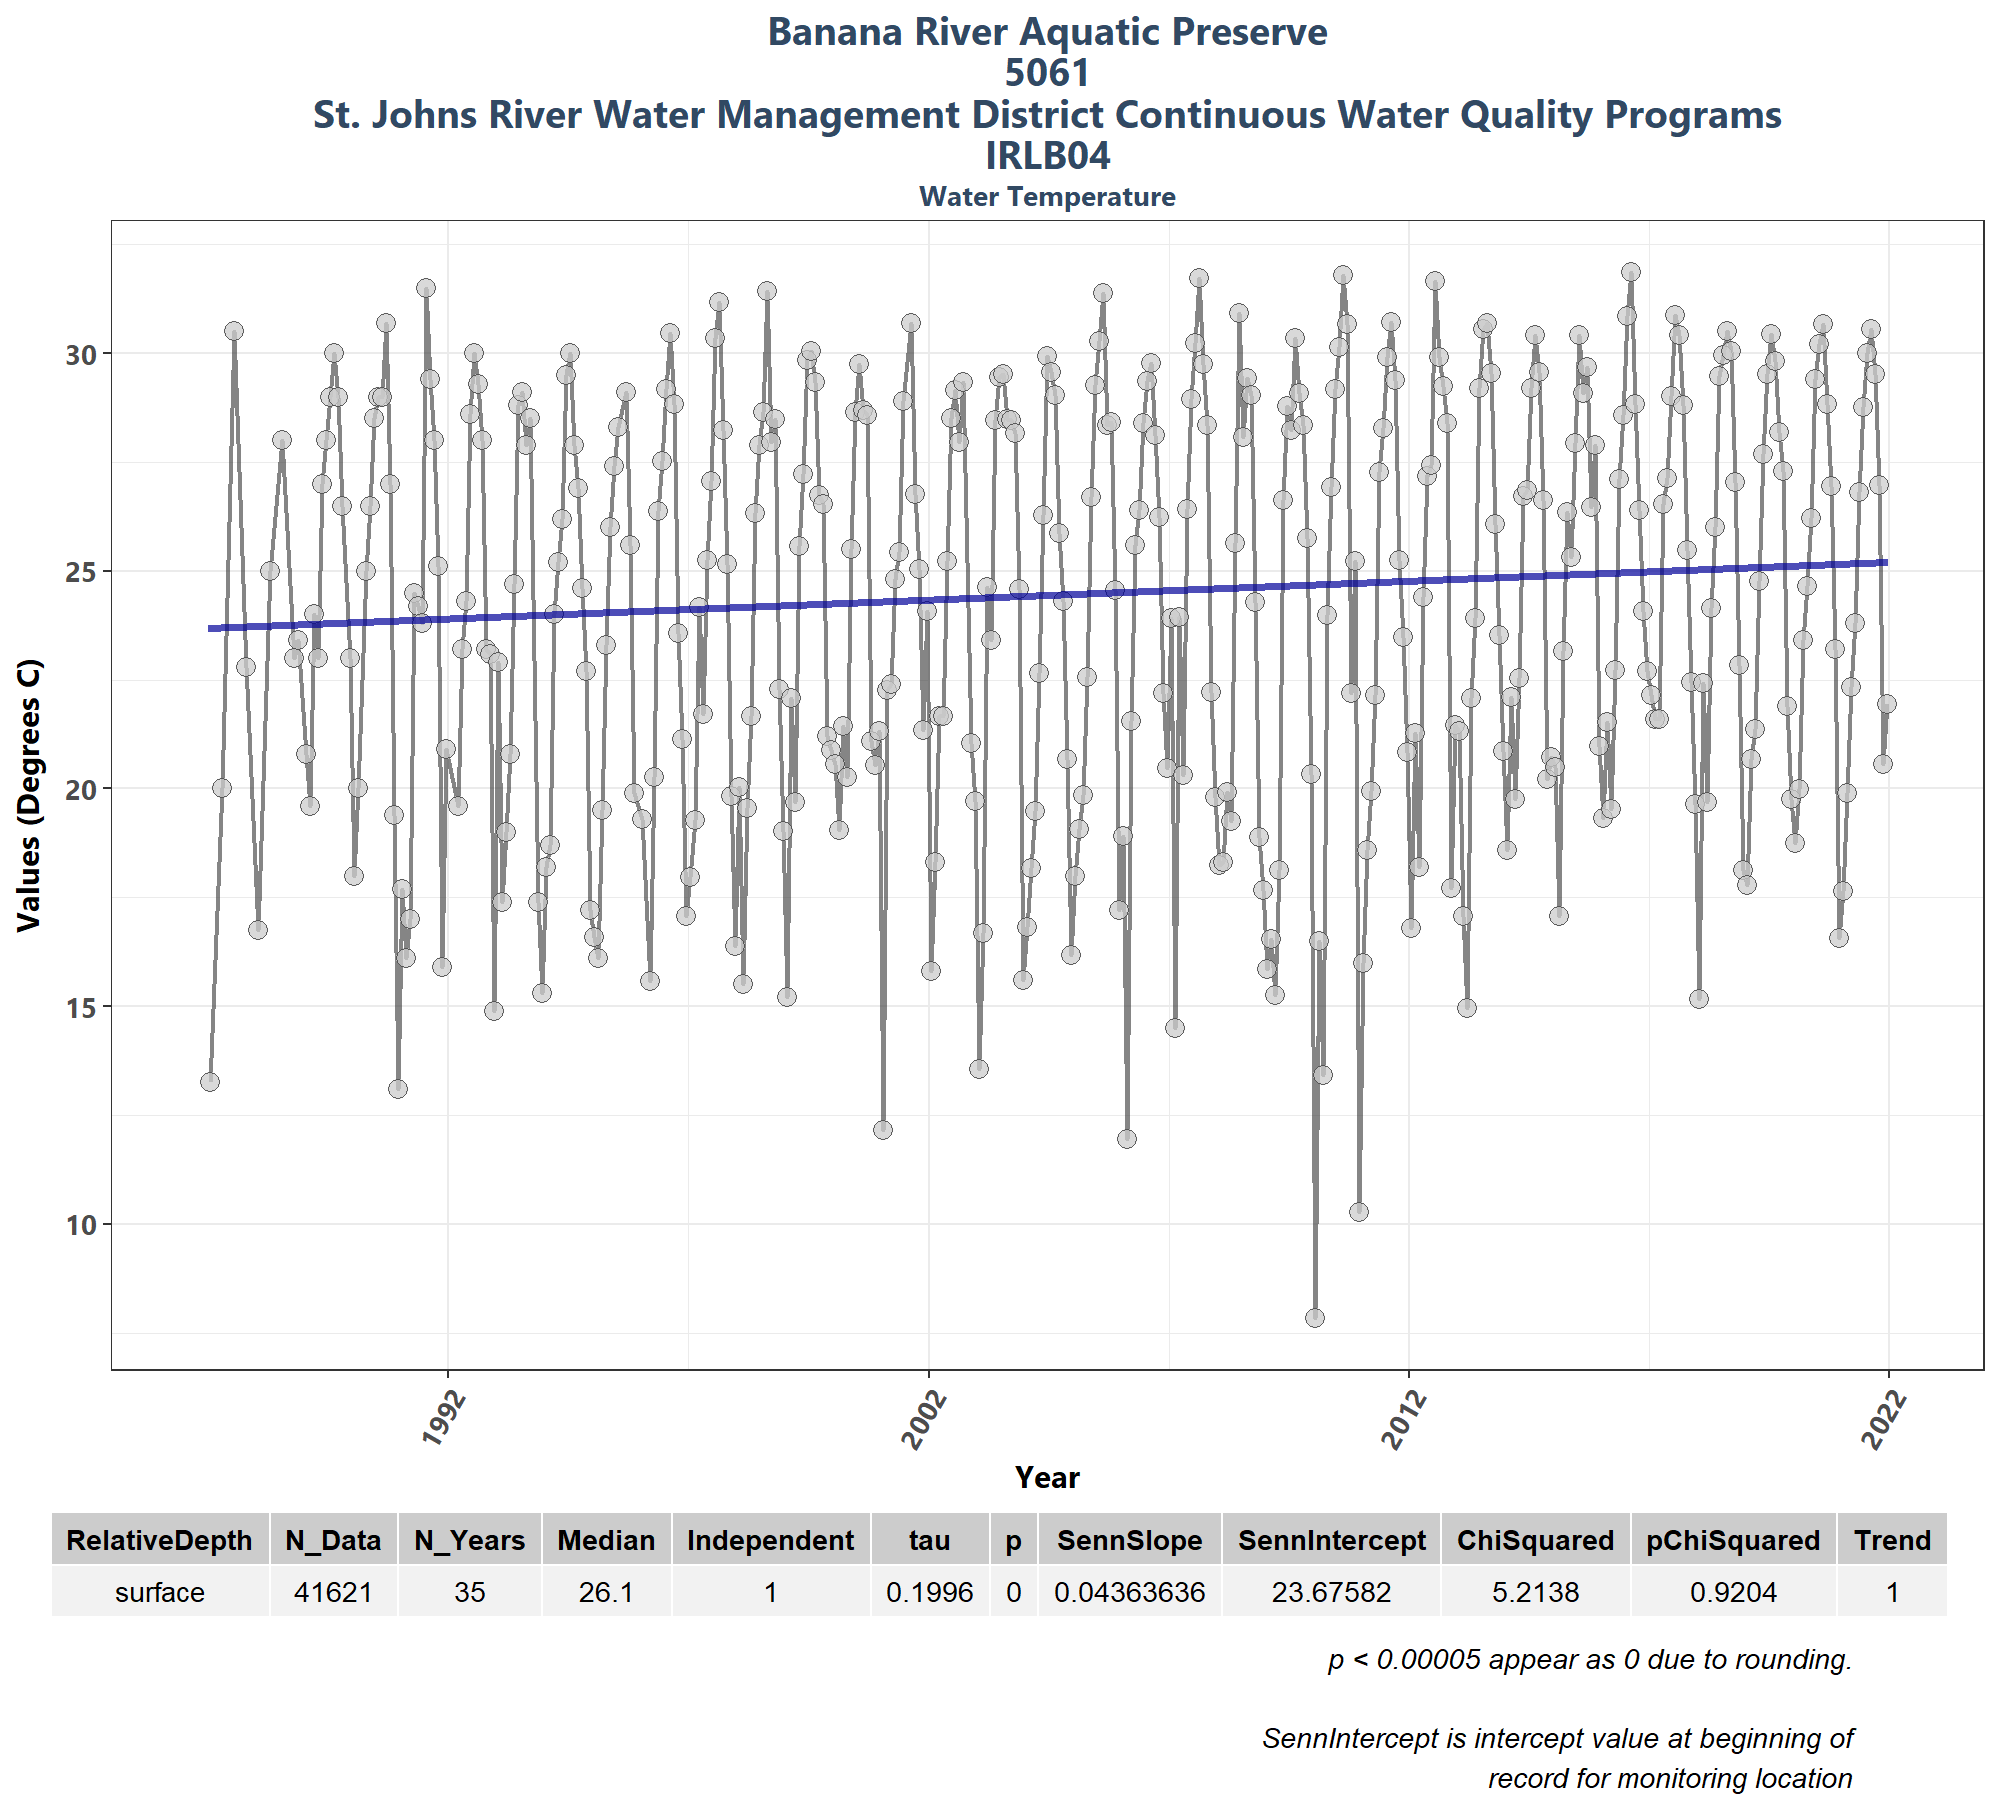 Banana River Aquatic Preserve
5061
St. Johns River Water Management District Continuous Water Quality Programs
IRLB04
Water Temperature
Values (Degrees C)
30
25
20
15
10
1992 2002 2012 2022
Year
RelativeDepth N_Data N_Years Median Independent tau p SennSlope SennIntercept ChiSquared pChiSquared Trend
surface 41621 35 26.1 1 0.1996 0 0.04363636 23.67582 5.2138 0.9204 1
p < 0.00005 appear as 0 due to rounding.
SennIntercept is intercept value at beginning of
record for monitoring location